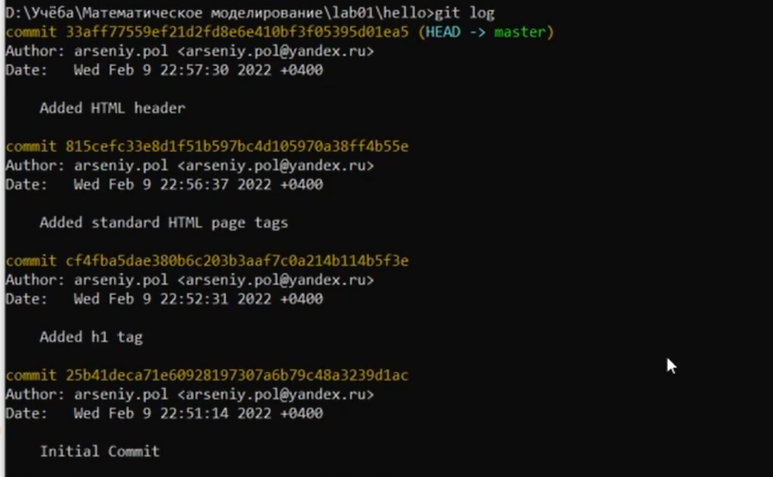 D:\Учёба\Математическое моделирование\lab01\hello>git log
commit 33aff77559ef21d2fd8e6e410bf3f05395d01ea5 (HEAD -> master)
Author: arseniy.pol <arseniy.pol@yandex.ru>
Date:   Wed Feb 9 22:57:30 2022 +0400
Added HTML header
commit 815cefc33e8d1f51b597bc4d105970a38ff4b55e
Author: arseniy.pol <arseniy.pol@yandex.ru>
Date:   Wed Feb 9 22:56:37 2022 +0400
Added standard HTML page tags
commit cf4fba5dae380b6c203b3aaf7c0a214b114b5f3e
Author: arseniy.pol <arseniy.pol@yandex.ru>
Date:   Wed Feb 9 22:52:31 2022 +0400
Added h1 tag
commit 25b41deca71e60928197307a6b79c48a3239d1ac
Author: arseniy.pol <arseniy.pol@yandex.ru>
Date:   Wed Feb 9 22:51:14 2022 +0400
Initial Commit